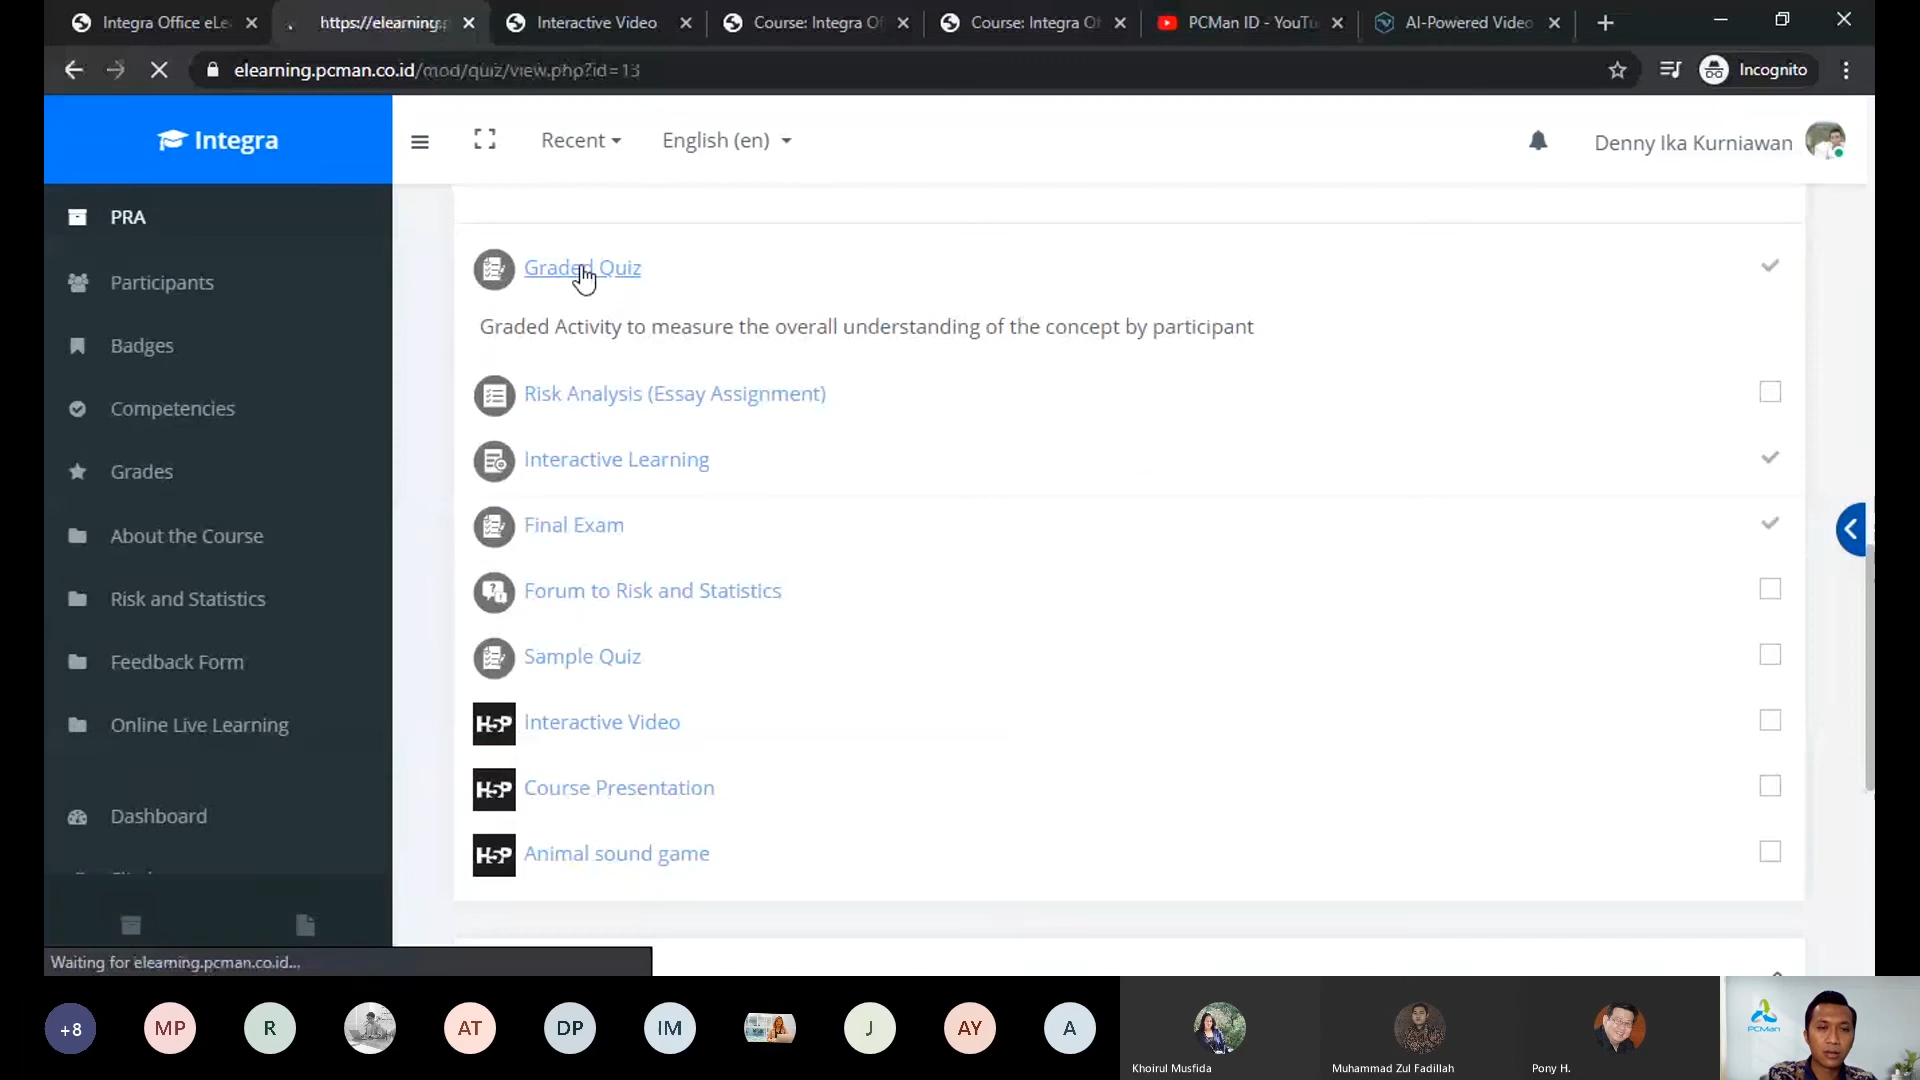 Integra Office eLe
https://elearning.p
Interactive Video
Course: Integra Of
Course: Integra Of
PCMan ID - YouTu
AI-Powered Video
elearning.pcman.co.id/mod/quiz/view.php?id=13
Incognito
Integra
Recent
English (en)
Denny Ika Kurniawan
PRA
Participants
Badges
Competencies
Grades
About the Course
Risk and Statistics
Feedback Form
Online Live Learning
Dashboard
Graded Quiz
Graded Activity to measure the overall understanding of the concept by participant
Risk Analysis (Essay Assignment)
Interactive Learning
Final Exam
Forum to Risk and Statistics
Sample Quiz
H5P Interactive Video
H5P Course Presentation
H5P Animal sound game
Waiting for elearning.pcman.co.id...
+8
MP
R
AT
DP
IM
J
AY
A
Khoirul Musfida
Muhammad Zul Fadillah
Pony H.
PCMan